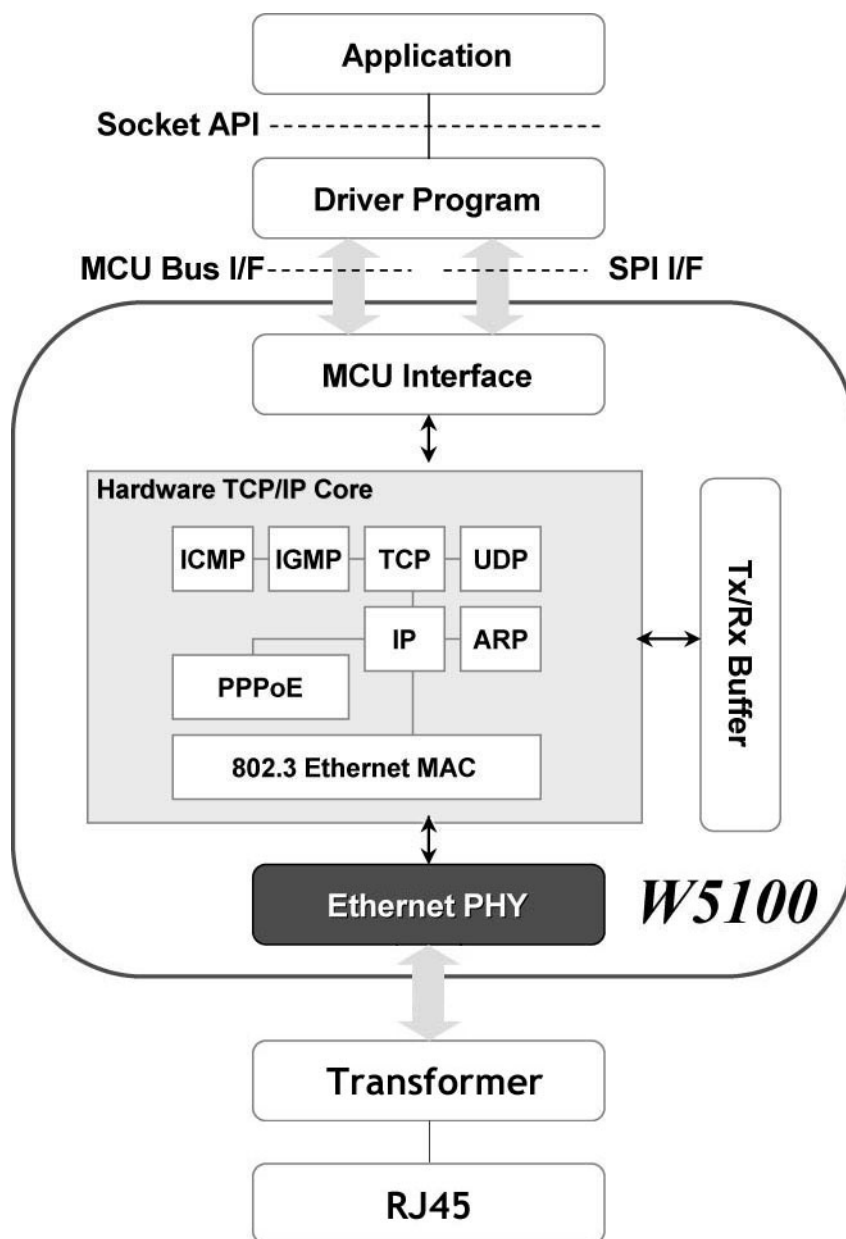 Application
Socket API
Driver Program
MCU Bus I/F
SPI I/F
MCU Interface
Hardware TCP/IP Core
ICMP
IGMP
TCP
UDP
IP
ARP
PPPoE
802.3 Ethernet MAC
Tx/Rx Buffer
Ethernet PHY
W5100
Transformer
RJ45